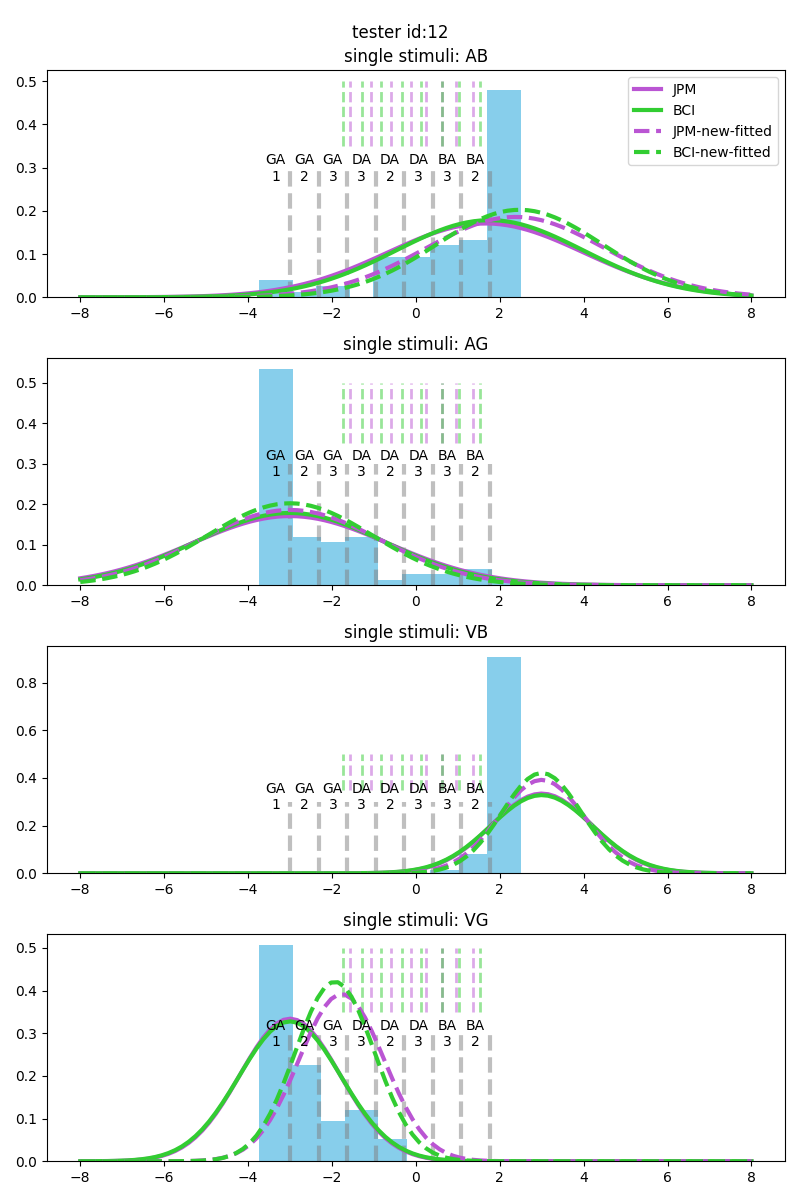 tester id:12
single stimuli: AB
JPM
BCI
JPM-new-fitted
BCI-new-fitted
GA GA GA DA DA DA BA BA
1 2 3 3 2 3 3 2
0.5
0.4
0.3
0.2
0.1
0.0
−8 −6 −4 −2 0 2 4 6 8
single stimuli: AG
GA GA GA DA DA DA BA BA
1 2 3 3 2 3 3 2
0.5
0.4
0.3
0.2
0.1
0.0
−8 −6 −4 −2 0 2 4 6 8
single stimuli: VB
GA GA GA DA DA DA BA BA
1 2 3 3 2 3 3 2
0.8
0.6
0.4
0.2
0.0
−8 −6 −4 −2 0 2 4 6 8
single stimuli: VG
GA GA GA DA DA DA BA BA
1 2 3 3 2 3 3 2
0.5
0.4
0.3
0.2
0.1
0.0
−8 −6 −4 −2 0 2 4 6 8